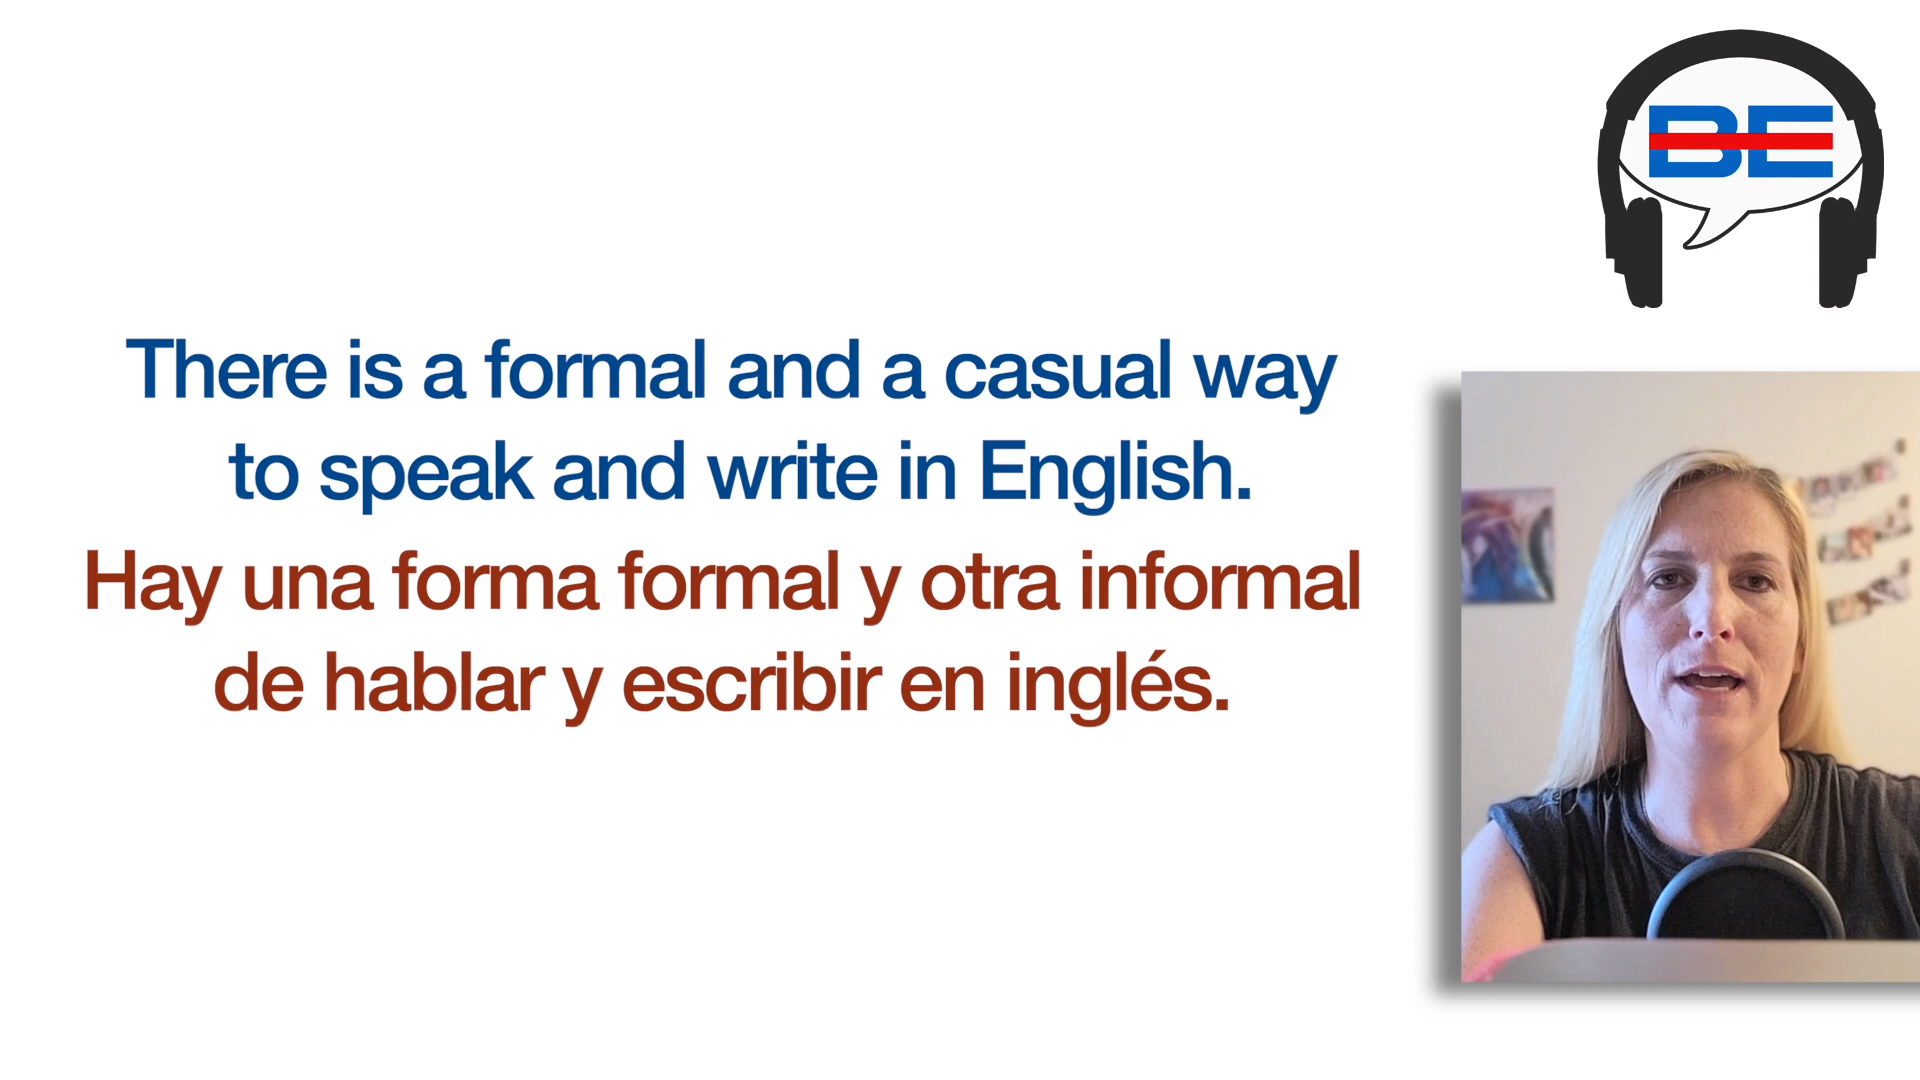 BE
There is a formal and a casual way
to speak and write in English.
Hay una forma formal y otra informal
de hablar y escribir en inglés.